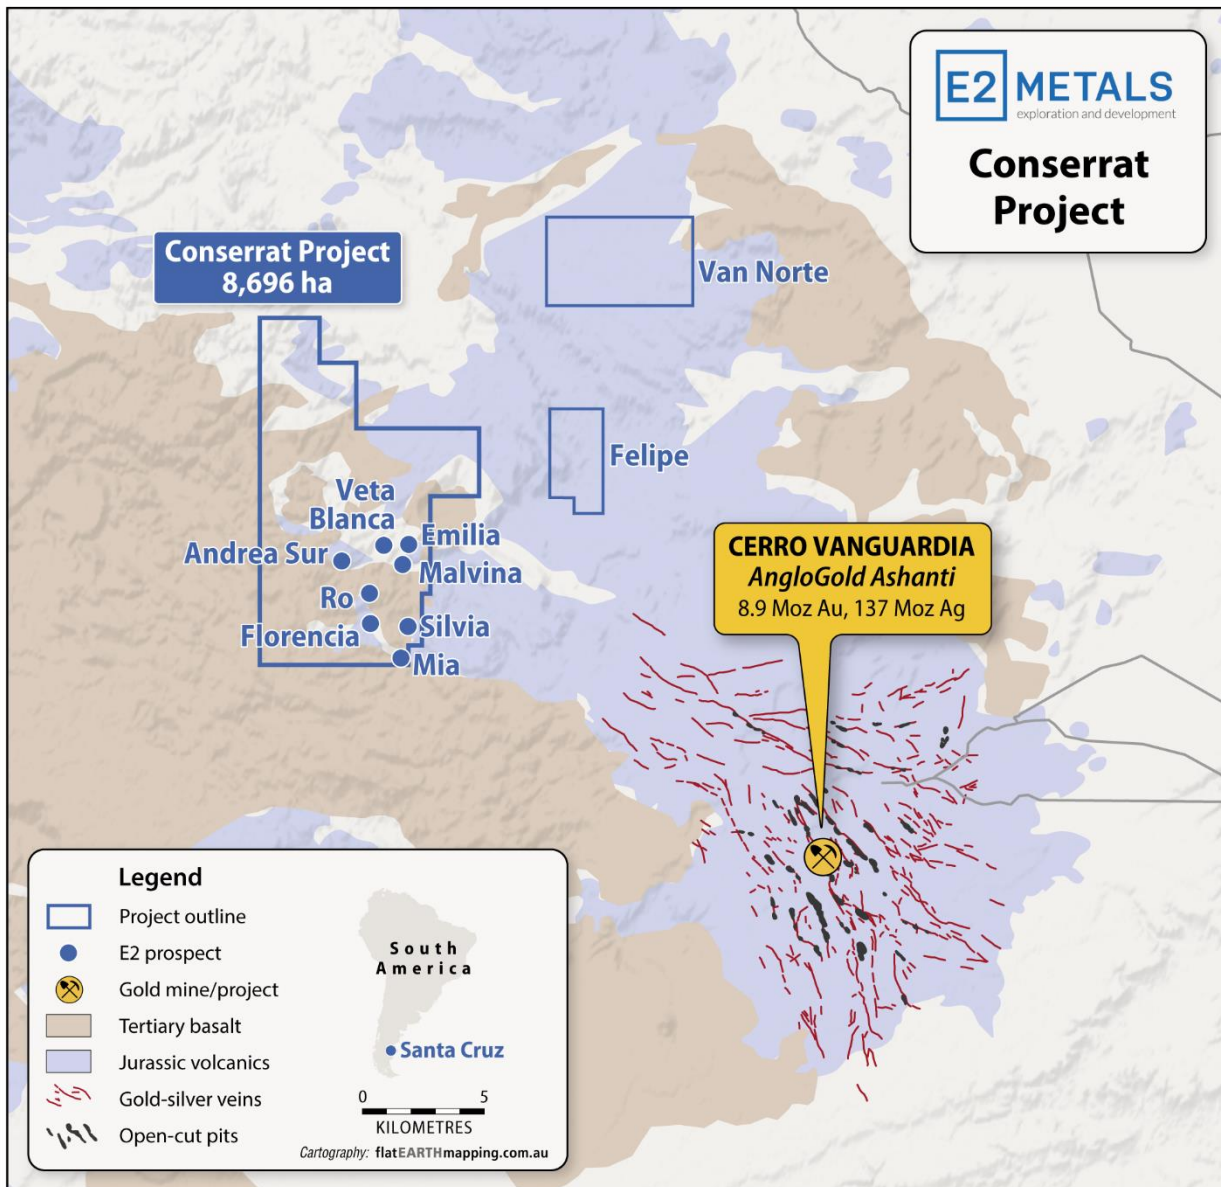 E2 METALS
exploration and development
Conserrat
Project
Conserrat Project
8,696 ha
Van Norte
Felipe
Veta
Blanca
Emilia
Andrea Sur
Malvina
Ro
Florencia
Silvia
Mia
CERRO VANGUARDIA
AngloGold Ashanti
8.9 Moz Au, 137 Moz Ag
Legend
Project outline
E2 prospect
Gold mine/project
Tertiary basalt
Jurassic volcanics
Gold-silver veins
Open-cut pits
South
America
Santa Cruz
0 5
KILOMETRES
Cartography: flatEARTHmapping.com.au